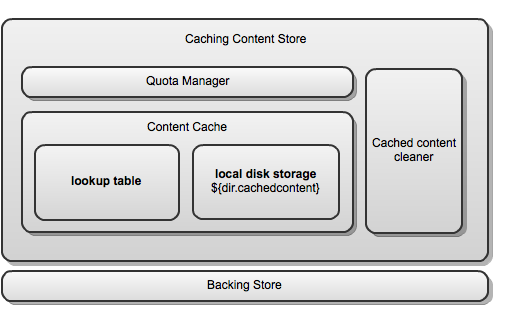 Caching Content Store
Quota Manager
Content Cache
lookup table
local disk storage
${dir.cachedcontent}
Cached content
cleaner
Backing Store